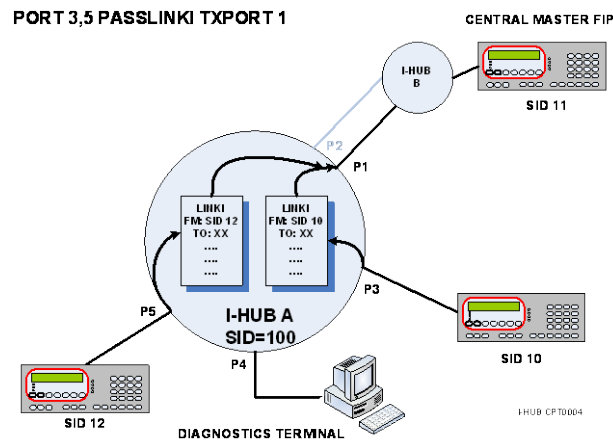 PORT 3,5 PASSLINKI TXPORT 1
CENTRAL MASTER FIP
I-HUB
B
SID 11
P2
P1
LINKI
FM: SID 12
TO: XX
....
....
....
LINKI
FM: SID 10
TO: XX
....
....
....
P3
P5
I-HUB A
SID=100
P4
SID 10
SID 12
DIAGNOSTICS TERMINAL
I-HUB CPT0004